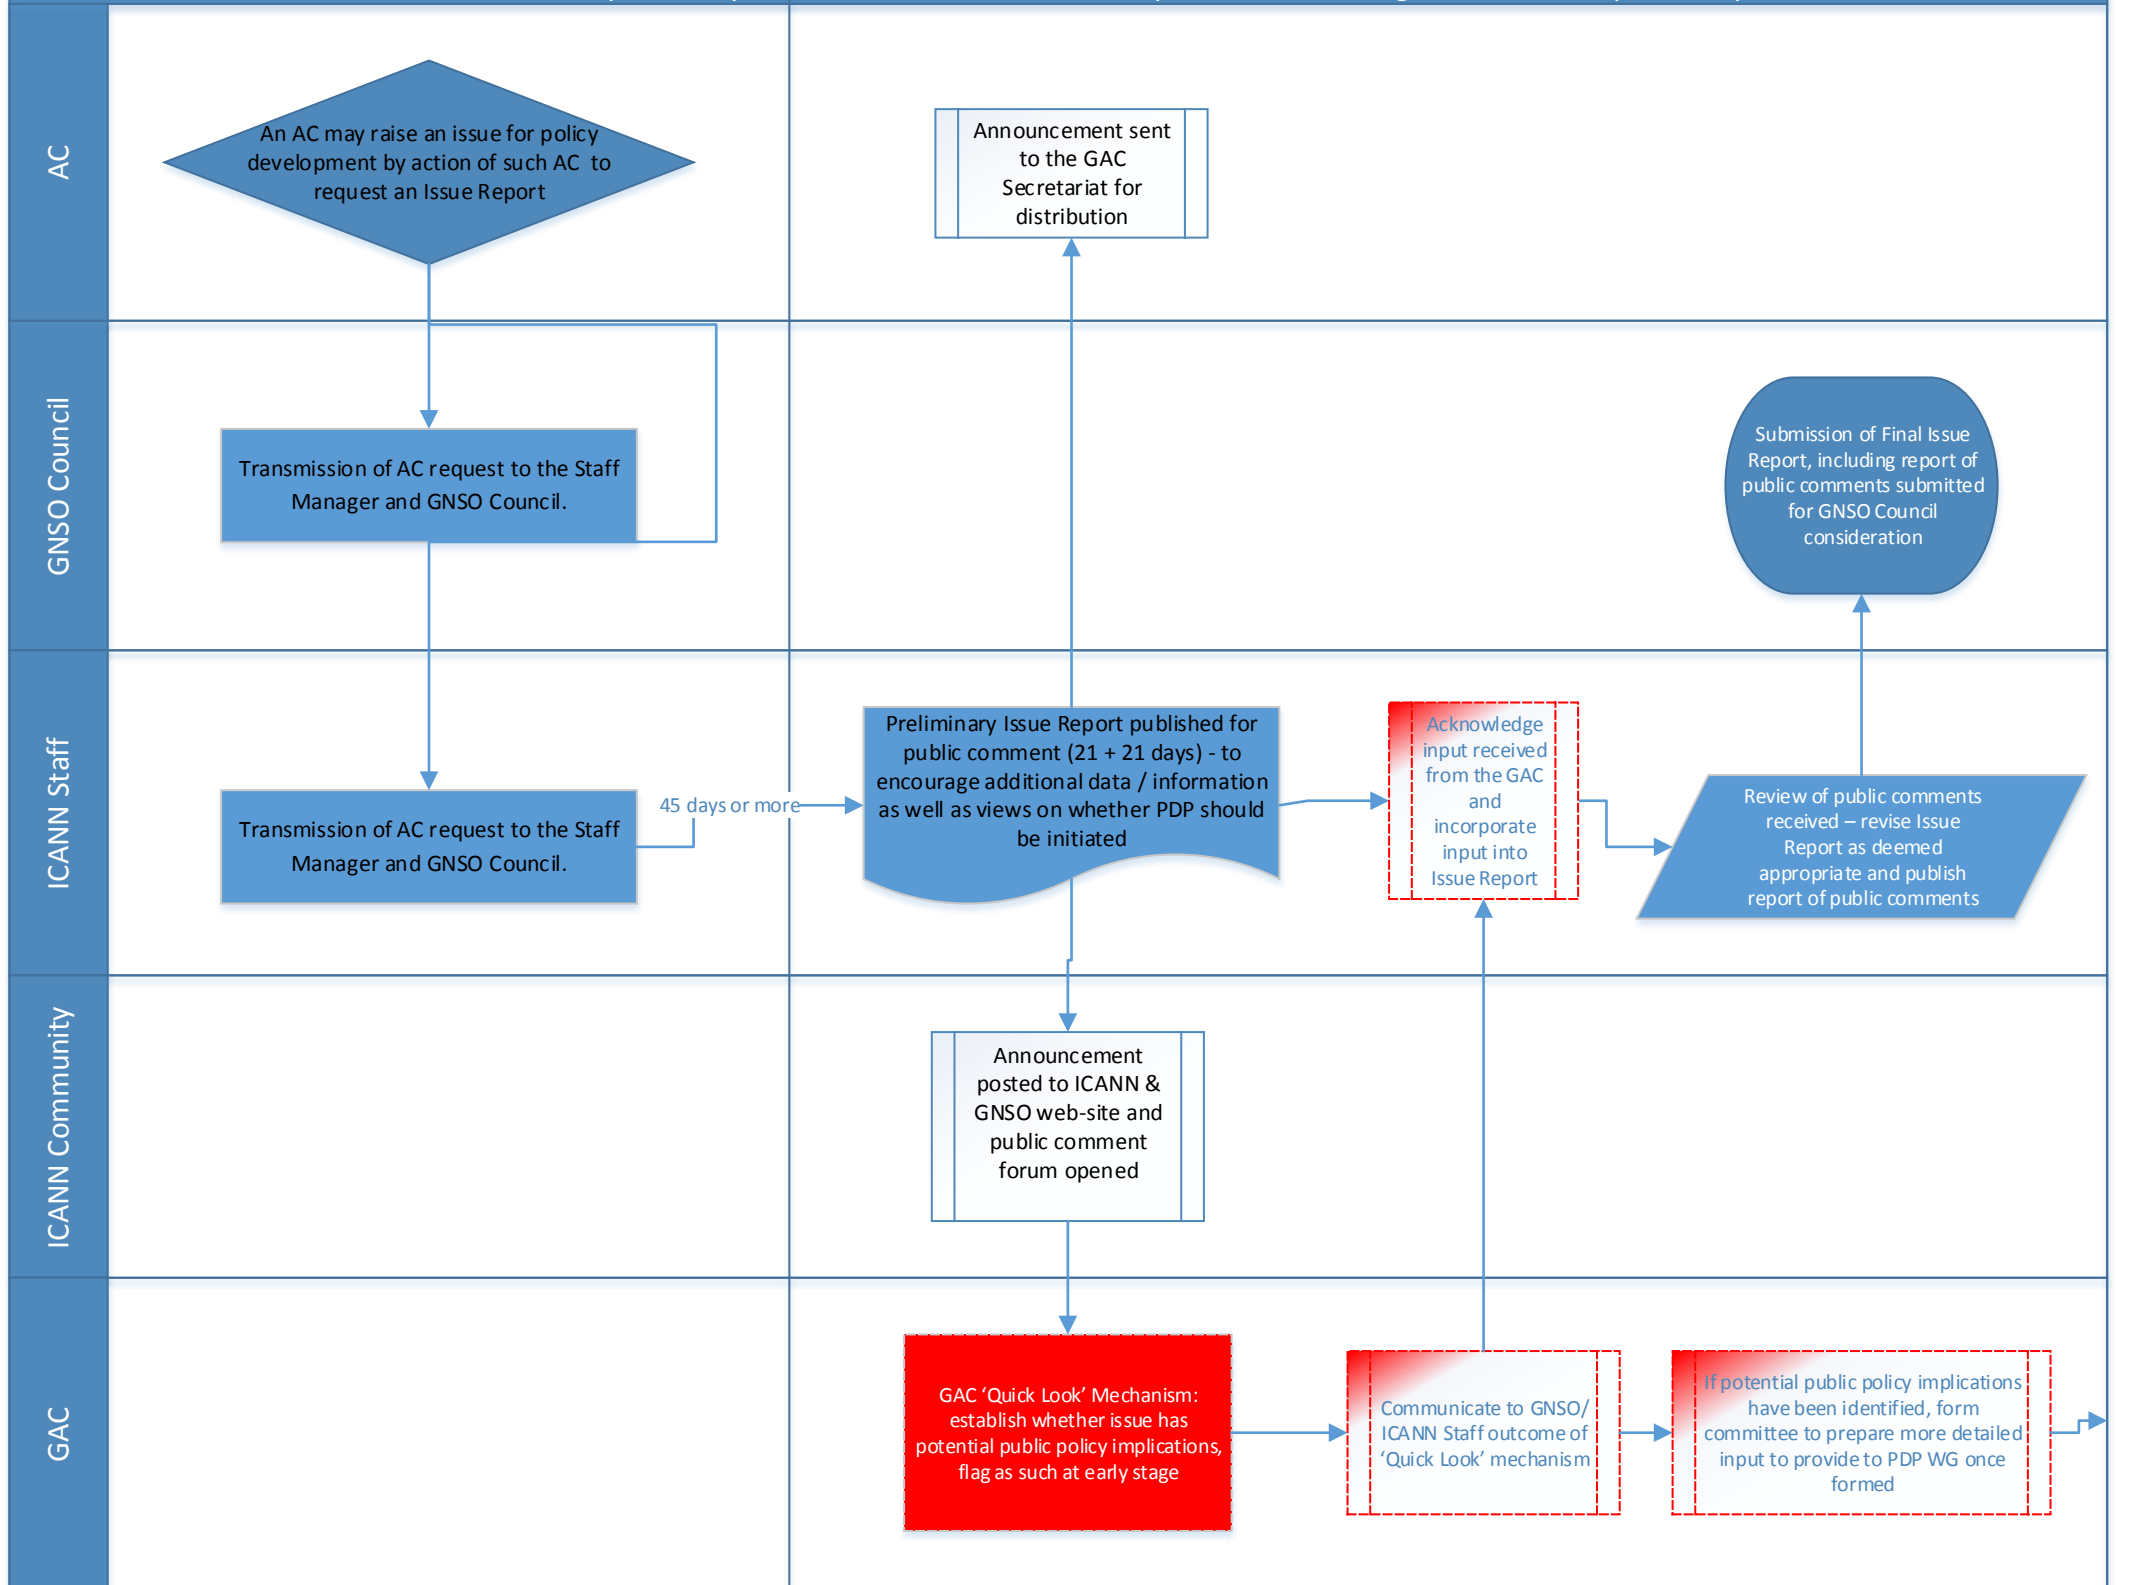 AC
An AC may raise an issue for policy
development by action of such AC to
request an Issue Report
Announcement sent
to the GAC
Secretariat for
distribution
GNSO Council
Transmission of AC request to the Staff
Manager and GNSO Council.
Submission of Final Issue
Report, including report of
public comments submitted
for GNSO Council
consideration
ICANN Staff
Transmission of AC request to the Staff
Manager and GNSO Council.
45 days or more
Preliminary Issue Report published for
public comment (21 + 21 days) - to
encourage additional data / information
as well as views on whether PDP should
be initiated
Acknowledge
input received
from the GAC
and
incorporate
input into
Issue Report
Review of public comments
received – revise Issue
Report as deemed
appropriate and publish
report of public comments
ICANN Community
Announcement
posted to ICANN &
GNSO web-site and
public comment
forum opened
GAC
GAC ‘Quick Look’ Mechanism:
establish whether issue has
potential public policy implications,
flag as such at early stage
Communicate to GNSO/
ICANN Staff outcome of
‘Quick Look’ mechanism
If potential public policy implications
have been identified, form
committee to prepare more detailed
input to provide to PDP WG once
formed